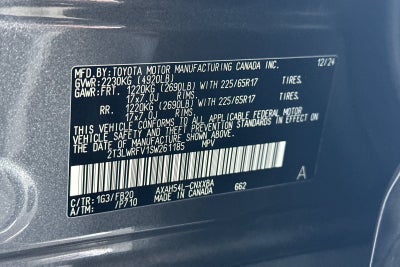 MFD.BY: TOYOTA MOTOR MANUFACTURING CANADA INC. 12/24
GVWR: 2230KG (4920LB)
GAWR: FRT. 1220KG (2690LB) WITH 225/65R17 TIRES.
17x7.0J RIMS
RR. 1220KG (2690LB) WITH 225/65R17 TIRES.
17x7.0J RIMS
THIS VEHICLE CONFORMS TO ALL APPLICABLE FEDERAL MOTOR
VEHICLE SAFETY AND THEFT PREVENTION STANDARDS IN EFFECT ON
THE DATE OF MANUFACTURE SHOWN ABOVE.
2T3LWRFV1SW261185 MPV
C/TR: 1G3/FB20 AXAH54L-CNXXBA 662 A
A/TM: /P710 MADE IN CANADA